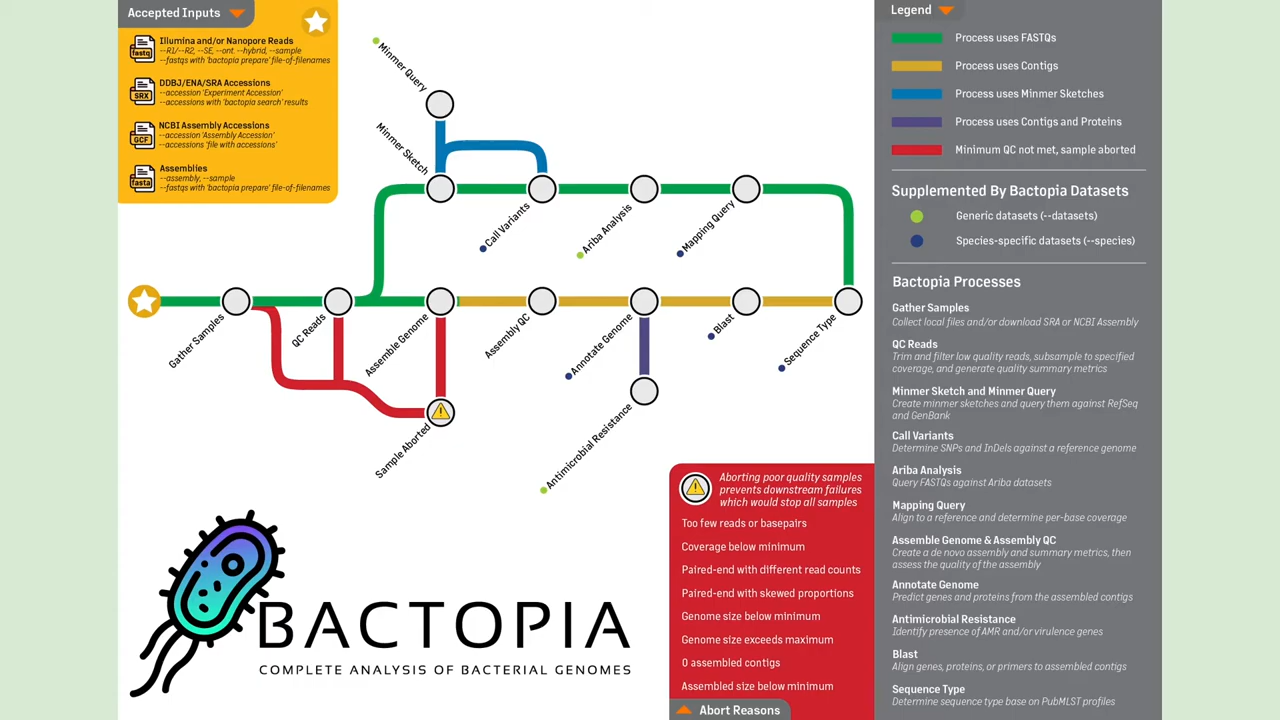 Accepted Inputs
Illumina and/or Nanopore Reads
--R1/--R2, --SE, --ont. --hybrid, --sample
--fastqs with 'bactopia prepare' file-of-filenames
fastq
DDBJ/ENA/SRA Accessions
--accession 'Experiment Accession'
--accessions with 'bactopia search' results
SRX
NCBI Assembly Accessions
--accession 'Assembly Accession'
--accessions 'file with accessions'
GCF
Assemblies
--assembly, --sample
--fastqs with 'bactopia prepare' file-of-filenames
fasta
Minmer Query
Minmer Sketch
Call Variants
Ariba Analysis
Mapping Query
Gather Samples
QC Reads
Assemble Genome
Assembly QC
Annotate Genome
Blast
Sequence Type
Sample Aborted
Antimicrobial Resistance
BACTOPIA
COMPLETE ANALYSIS OF BACTERIAL GENOMES
Aborting poor quality samples
prevents downstream failures
which would stop all samples
Too few reads or basepairs
Coverage below minimum
Paired-end with different read counts
Paired-end with skewed proportions
Genome size below minimum
Genome size exceeds maximum
0 assembled contigs
Assembled size below minimum
Abort Reasons
Legend
Process uses FASTQs
Process uses Contigs
Process uses Minmer Sketches
Process uses Contigs and Proteins
Minimum QC not met, sample aborted
Supplemented By Bactopia Datasets
Generic datasets (--datasets)
Species-specific datasets (--species)
Bactopia Processes
Gather Samples
Collect local files and/or download SRA or NCBI Assembly
QC Reads
Trim and filter low quality reads, subsample to specified
coverage, and generate quality summary metrics
Minmer Sketch and Minmer Query
Create minmer sketches and query them against RefSeq
and GenBank
Call Variants
Determine SNPs and InDels against a reference genome
Ariba Analysis
Query FASTQs against Ariba datasets
Mapping Query
Align to a reference and determine per-base coverage
Assemble Genome & Assembly QC
Create a de novo assembly and summary metrics, then
assess the quality of the assembly
Annotate Genome
Predict genes and proteins from the assembled contigs
Antimicrobial Resistance
Identify presence of AMR and/or virulence genes
Blast
Align genes, proteins, or primers to assembled contigs
Sequence Type
Determine sequence type base on PubMLST profiles